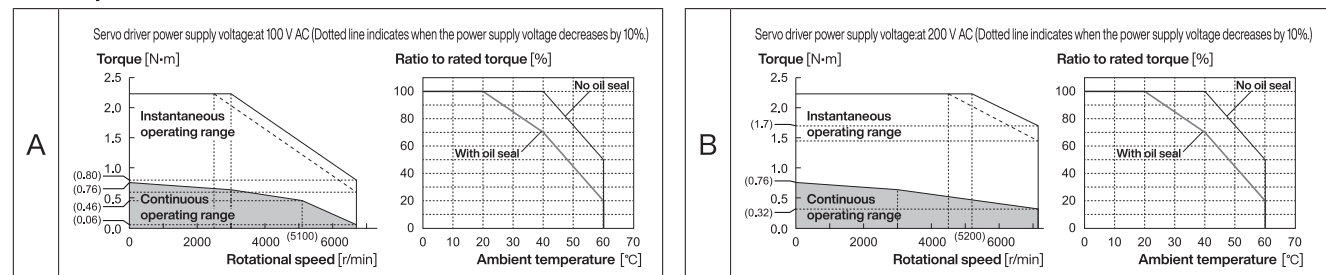 A
Servo driver power supply voltage:at 100 V AC (Dotted line indicates when the power supply voltage decreases by 10%.)
Torque [N•m]
2.5
2.0
1.5
1.0
(0.80)
(0.76)
0.5
(0.46)
(0.06)
0.0
Instantaneous
operating range
Continuous
operating range
0
2000
4000
(5100)
6000
Rotational speed [r/min]
Ratio to rated torque [%]
100
80
60
40
20
0
No oil seal
With oil seal
0 10 20 30 40 50 60 70
Ambient temperature [℃]
B
Servo driver power supply voltage:at 200 V AC (Dotted line indicates when the power supply voltage decreases by 10%.)
Torque [N•m]
2.5
2.0
(1.7)
1.5
1.0
(0.76)
0.5
(0.32)
0.0
Instantaneous
operating range
Continuous
operating range
0
2000
4000
(5200)
6000
Rotational speed [r/min]
Ratio to rated torque [%]
100
80
60
40
20
0
No oil seal
With oil seal
0 10 20 30 40 50 60 70
Ambient temperature [℃]